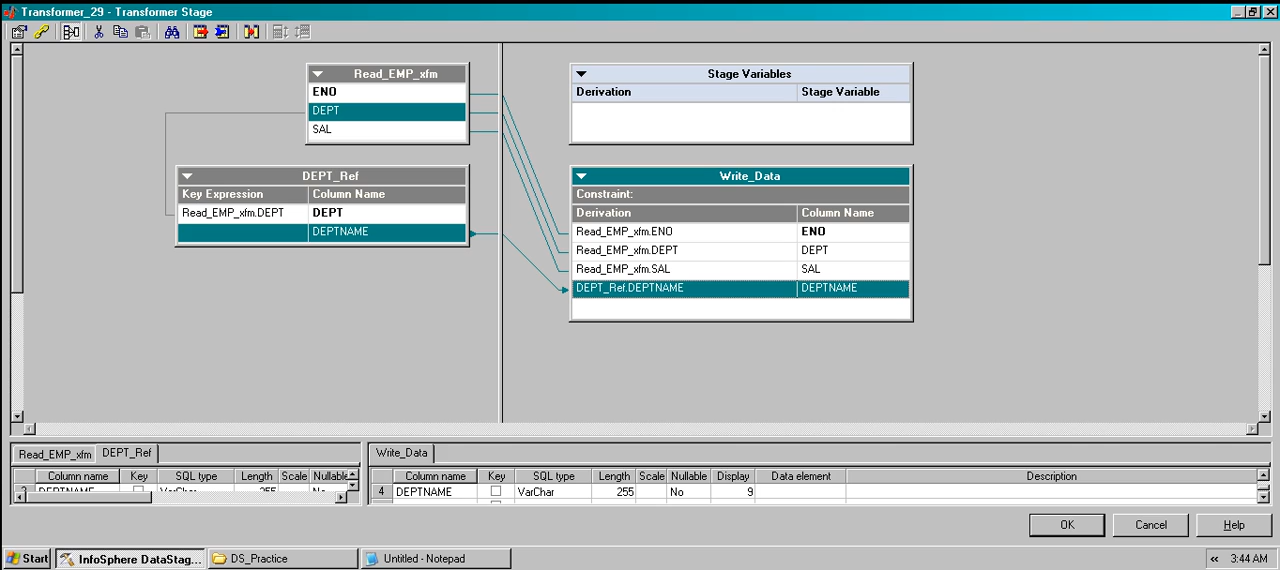 Transformer_29 - Transformer Stage
Read_EMP_xfm
ENO
DEPT
SAL
DEPT_Ref
Key Expression Column Name
Read_EMP_xfm.DEPT DEPT
DEPTNAME
Stage Variables
Derivation Stage Variable
Write_Data
Constraint:
Derivation Column Name
Read_EMP_xfm.ENO ENO
Read_EMP_xfm.DEPT DEPT
Read_EMP_xfm.SAL SAL
DEPT_Ref.DEPTNAME DEPTNAME
Read_EMP_xfm DEPT_Ref
Column name Key SQL type Length Scale Nullable
DEPTNAME VarChar 255 No
Write_Data
Column name Key SQL type Length Scale Nullable Display Data element Description
4 DEPTNAME VarChar 255 No 9
OK Cancel Help
Start InfoSphere DataStag... DS_Practice Untitled - Notepad « 3:44 AM